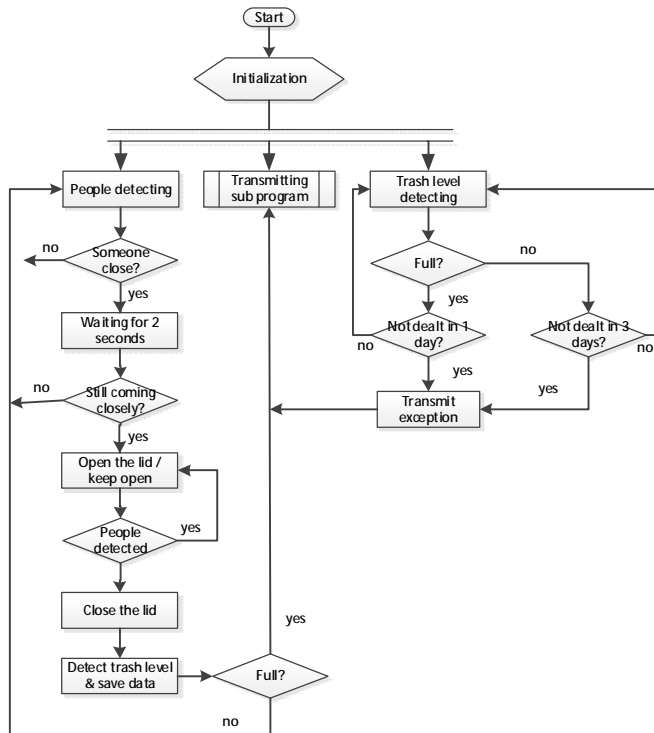 Start
Initialization
People detecting
Transmitting
sub program
Trash level
detecting
no
Someone
close?
yes
Full?
no
yes
Waiting for 2
seconds
Not dealt in 1
day?
no
Not dealt in 3
days?
no
no
Still coming
closely?
yes
yes
Transmit
exception
yes
Open the lid /
keep open
People
detected
yes
Close the lid
yes
Detect trash level
& save data
Full?
no